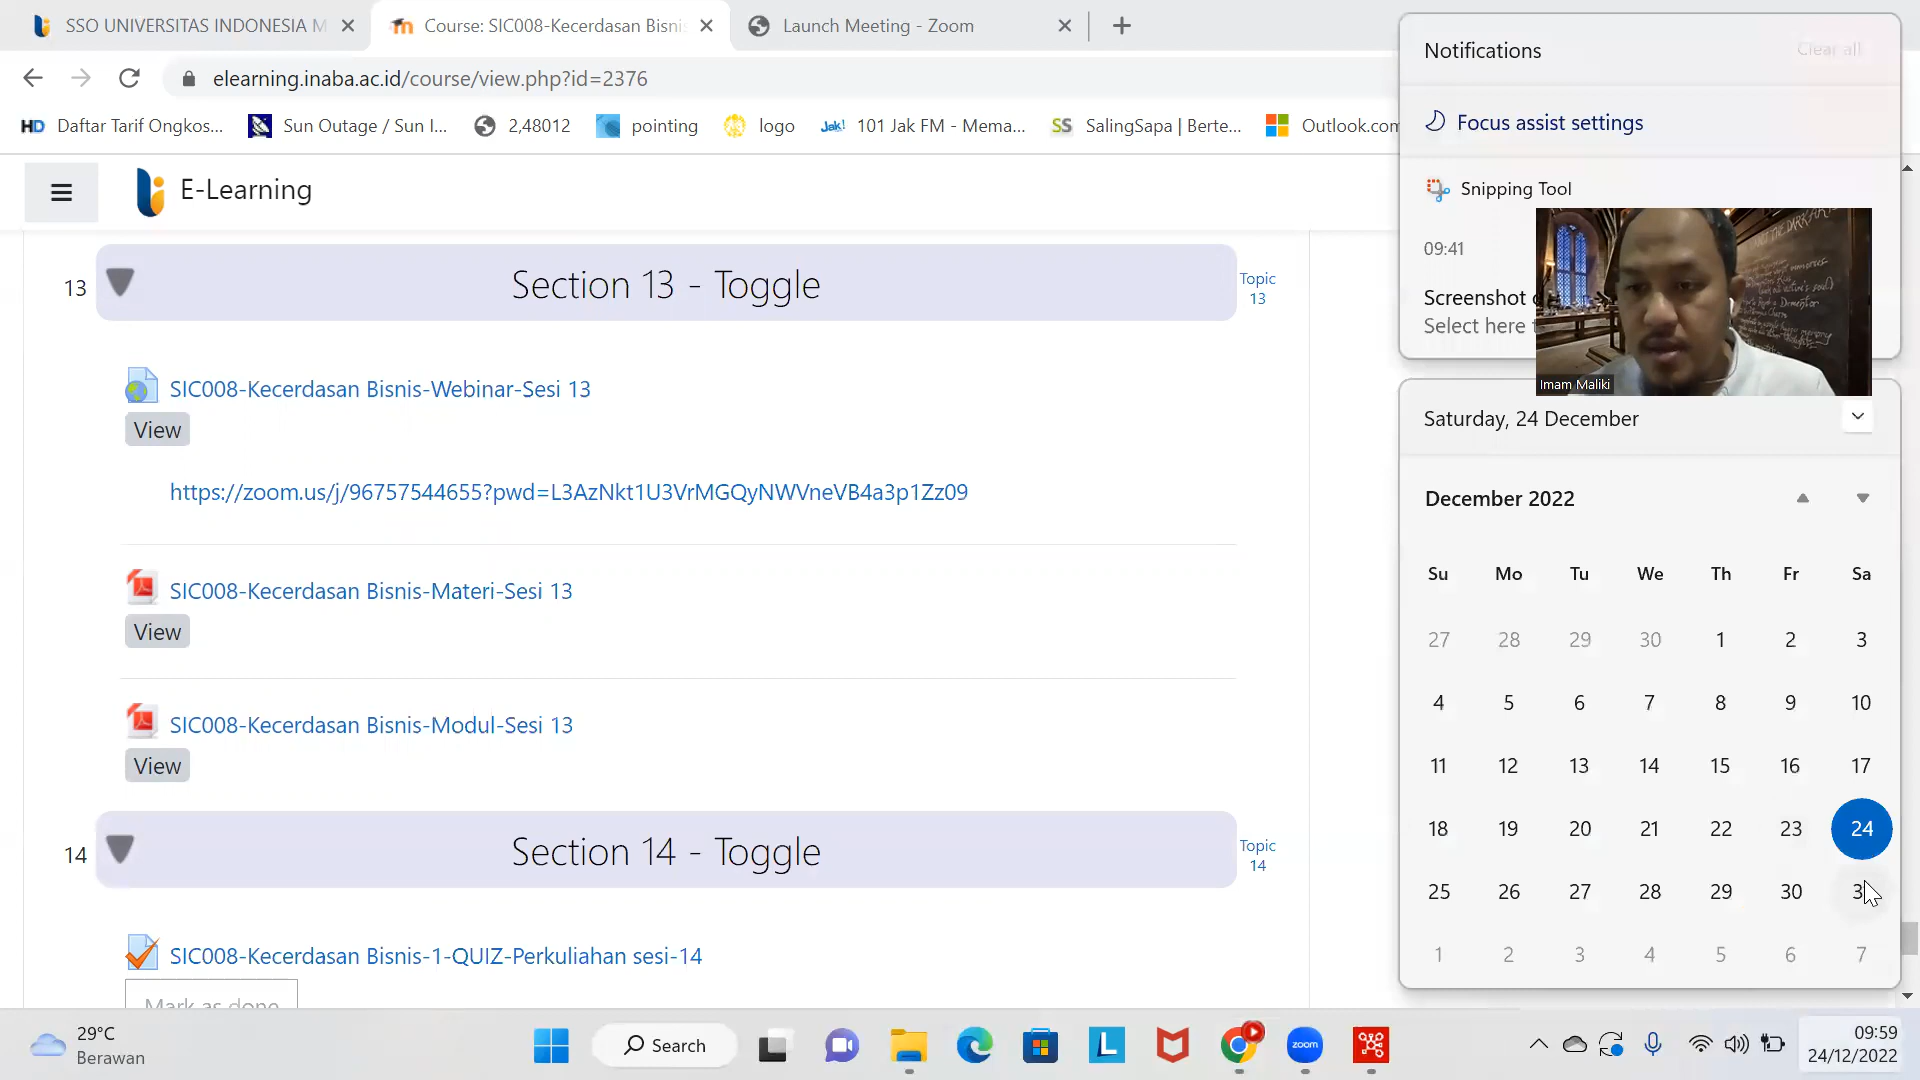 SSO UNIVERSITAS INDONESIA M
Course: SIC008-Kecerdasan Bisni
Launch Meeting - Zoom
elearning.inaba.ac.id/course/view.php?id=2376
HD Daftar Tarif Ongkos...
Sun Outage / Sun I...
2,48012
pointing
logo
Jak! 101 Jak FM - Mema...
SS SalingSapa | Berte...
Outlook.com
E-Learning
13
Section 13 - Toggle
Topic
13
SIC008-Kecerdasan Bisnis-Webinar-Sesi 13
View
https://zoom.us/j/96757544655?pwd=L3AzNkt1U3VrMGQyNWVneVB4a3p1Zz09
SIC008-Kecerdasan Bisnis-Materi-Sesi 13
View
SIC008-Kecerdasan Bisnis-Modul-Sesi 13
View
14
Section 14 - Toggle
Topic
14
SIC008-Kecerdasan Bisnis-1-QUIZ-Perkuliahan sesi-14
Mark as done
Notifications
Clear all
Focus assist settings
Snipping Tool
09:41
Screenshot
Select here
Imam Maliki
Saturday, 24 December
December 2022
Su Mo Tu We Th Fr Sa
27 28 29 30 1 2 3
4 5 6 7 8 9 10
11 12 13 14 15 16 17
18 19 20 21 22 23 24
25 26 27 28 29 30 3
1 2 3 4 5 6 7
29°C
Berawan
Search
L
zoom
09:59
24/12/2022